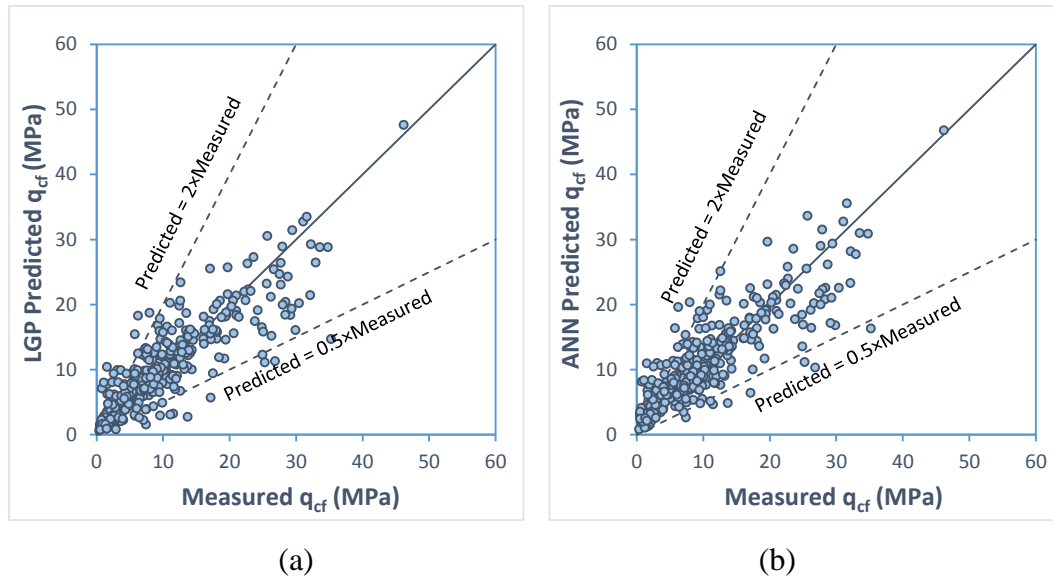 60
50
40
30
20
10
0
LGP Predicted qcf (MPa)
Predicted = 2×Measured
Predicted = 0.5×Measured
0 10 20 30 40 50 60
Measured qcf (MPa)
(a)
60
50
40
30
20
10
0
ANN Predicted qcf (MPa)
Predicted = 2×Measured
Predicted = 0.5×Measured
0 10 20 30 40 50 60
Measured qcf (MPa)
(b)